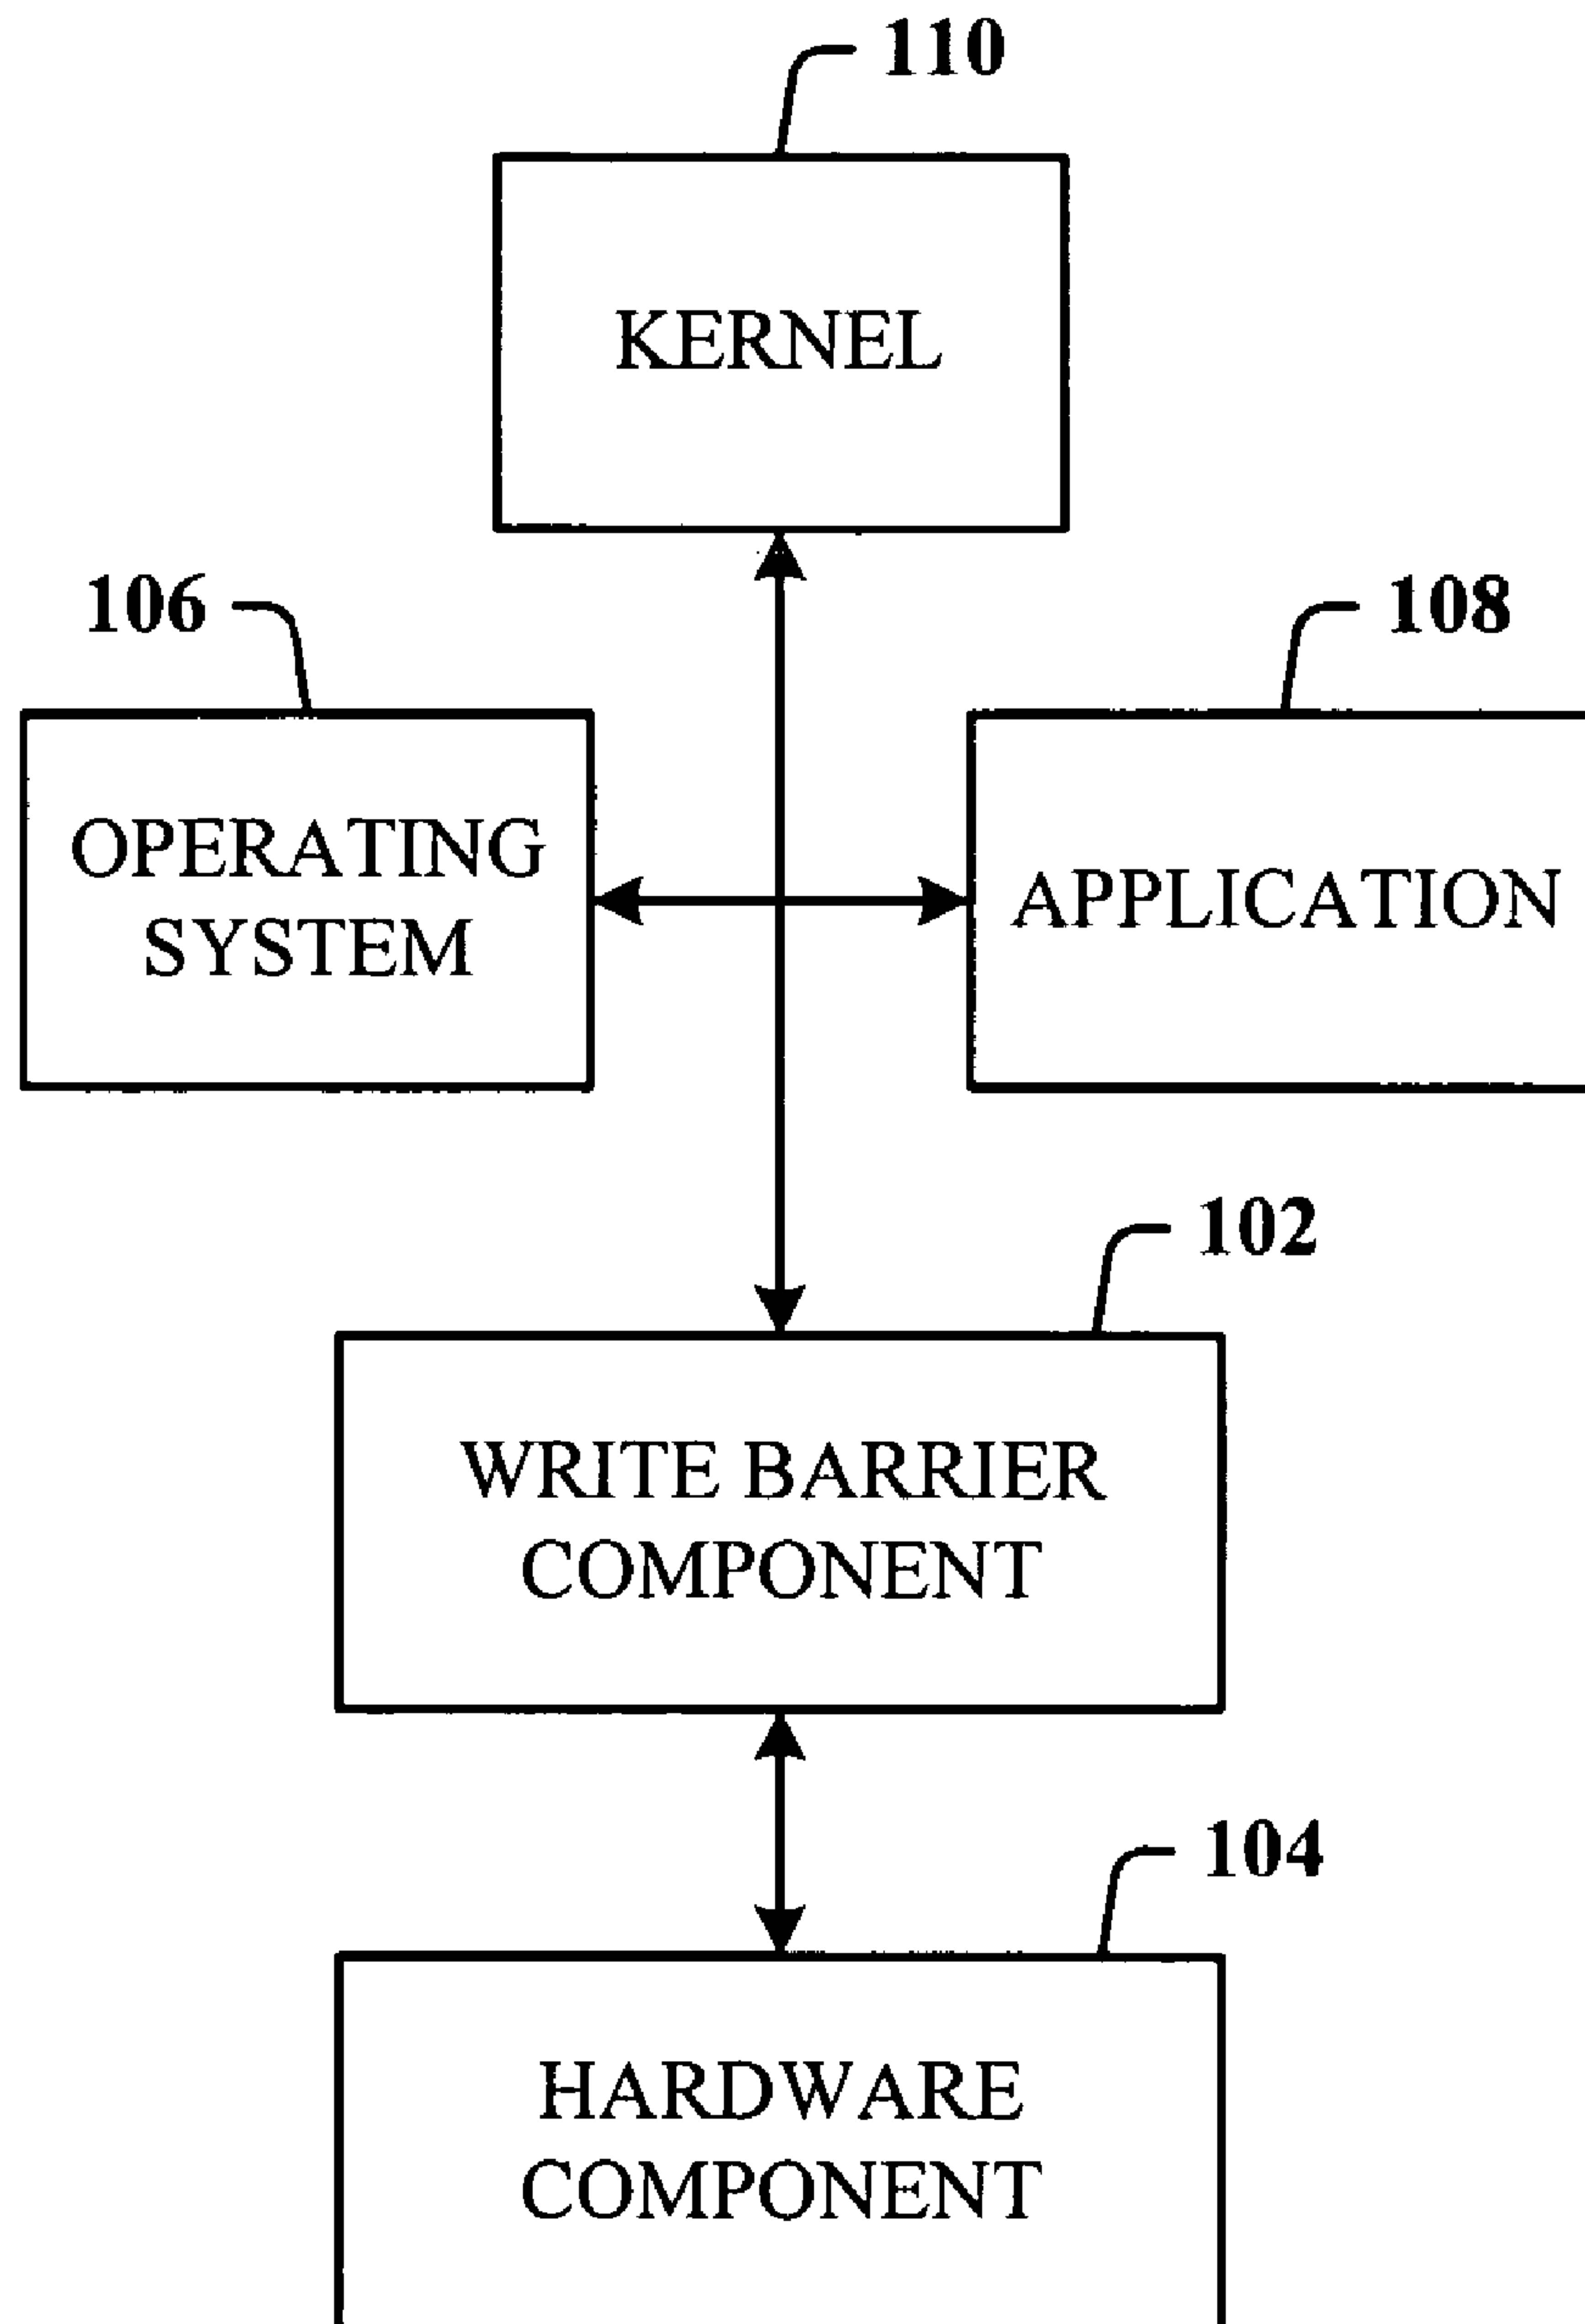 110
KERNEL
106
108
OPERATING
SYSTEM
APPLICATION
102
WRITE BARRIER
COMPONENT
104
HARDWARE
COMPONENT